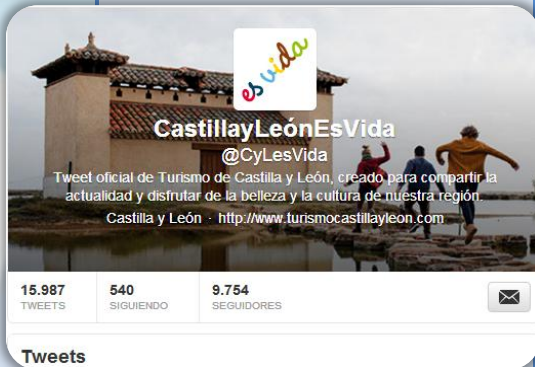 es vida
CastillayLeónEsVida
@CyLesVida
Tweet oficial de Turismo de Castilla y León, creado para compartir la
actualidad y disfrutar de la belleza y la cultura de nuestra región.
Castilla y León · http://www.turismocastillayleon.com
15.987 540 9.754
TWEETS SIGUIENDO SEGUIDORES
Tweets